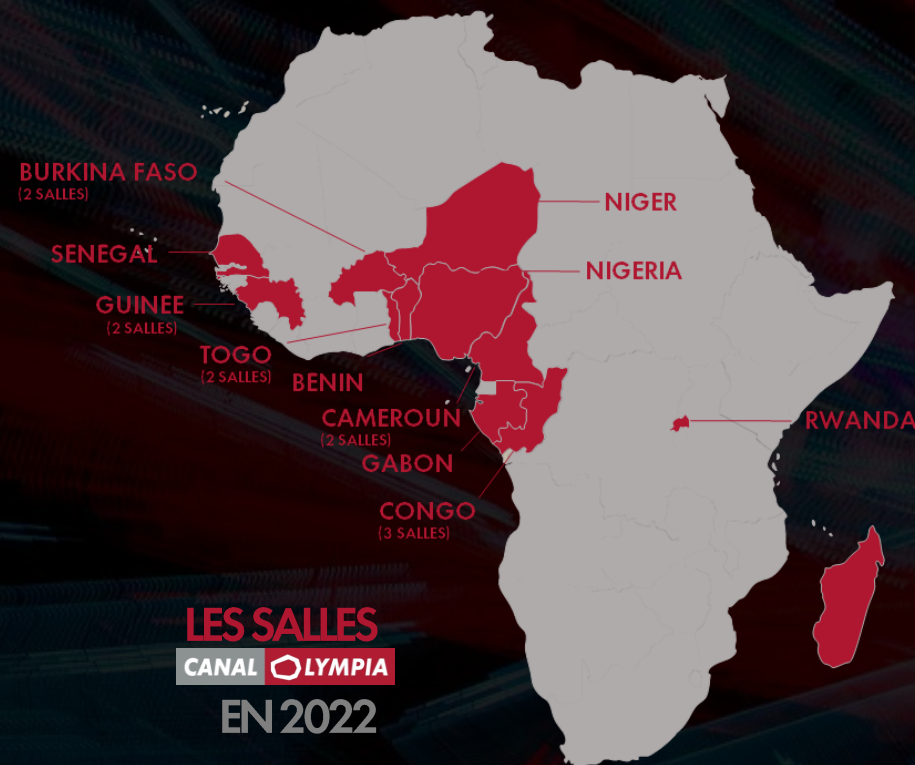 BURKINA FASO
(2 SALLES)
NIGER
SENEGAL
NIGERIA
GUINEE
(2 SALLES)
TOGO
(2 SALLES)
BENIN
CAMEROUN
(2 SALLES)
RWANDA
GABON
CONGO
(3 SALLES)
LES SALLES
CANAL OLYMPIA
EN 2022